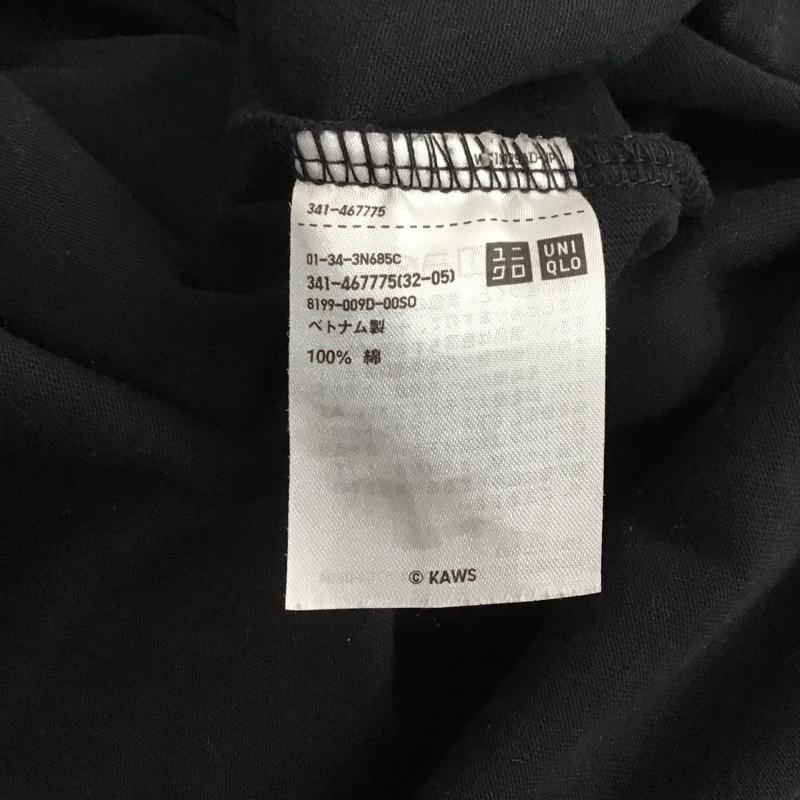 341-467775
01-34-3N685C
341-467775(32-05)
8199-009D-00SO
ベトナム製
100% 綿
ユニ
クロ
UNI
QLO
© KAWS